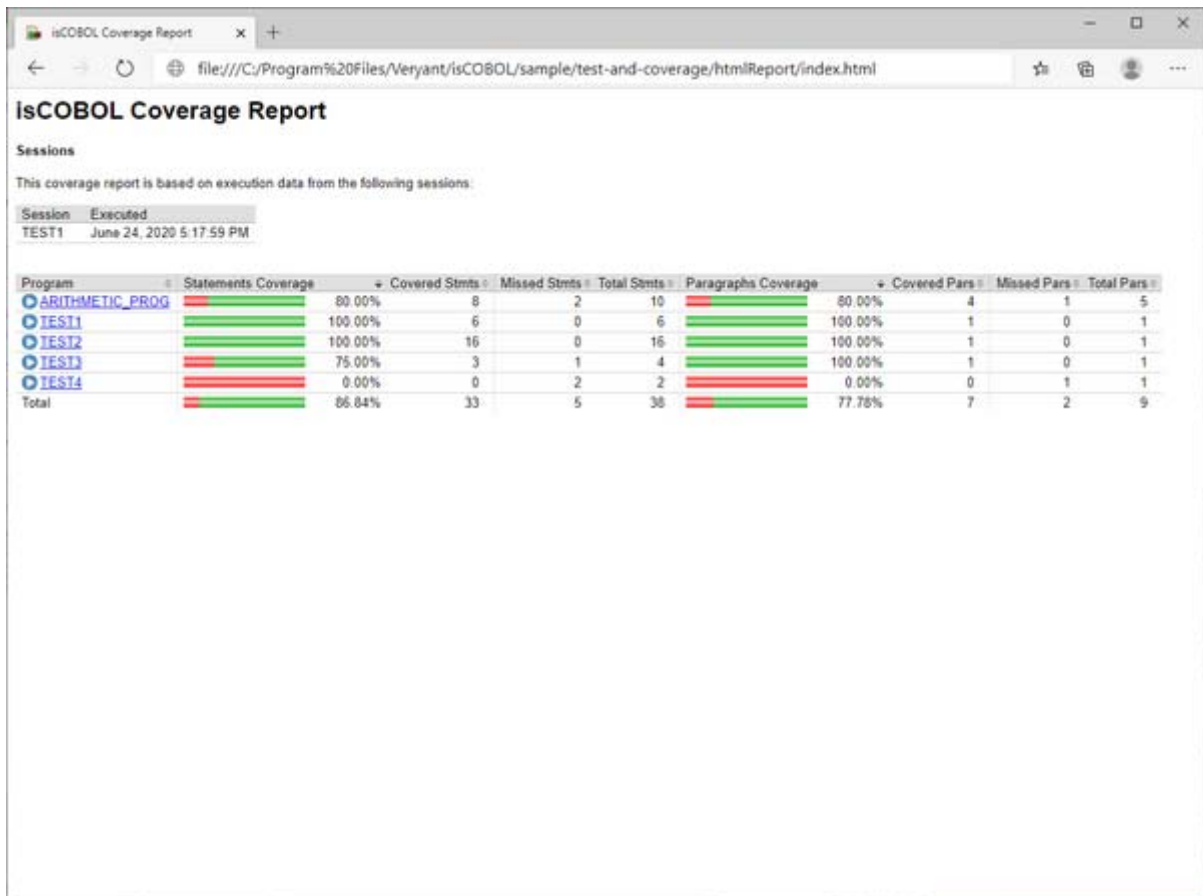 isCOBOL Coverage Report
file:///C:/Program%20Files/Veryant/isCOBOL/sample/test-and-coverage/htmlReport/index.html
isCOBOL Coverage Report
Sessions
This coverage report is based on execution data from the following sessions:
Session Executed
TEST1 June 24, 2020 5:17:59 PM
Program Statements Coverage Covered Stmts Missed Stmts Total Stmts Paragraphs Coverage Covered Pars Missed Pars Total Pars
ARITHMETIC_PROG 80.00% 8 2 10 80.00% 4 1 5
TEST1 100.00% 6 0 6 100.00% 1 0 1
TEST2 100.00% 16 0 16 100.00% 1 0 1
TEST3 75.00% 3 1 4 100.00% 1 0 1
TEST4 0.00% 0 2 2 0.00% 0 1 1
Total 86.84% 33 5 38 77.78% 7 2 9